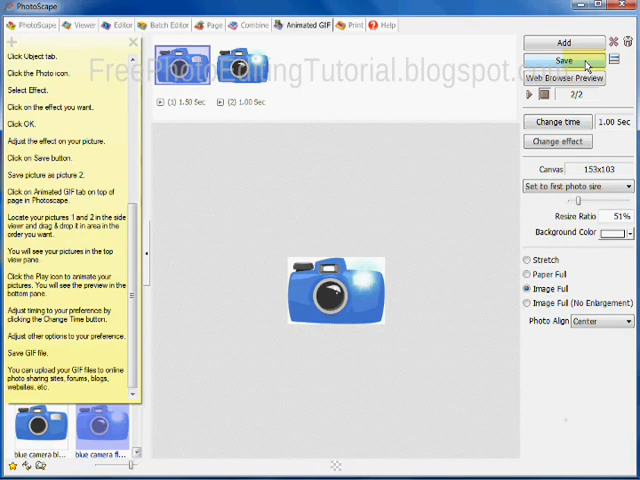 PhotoScape
PhotoScape Viewer Editor Batch Editor Page Combine Animated GIF Print Help
FreePhotoEditingTutorial.blogspot.com
Click Object tab.
Click the Photo icon.
Select Effect.
Click on the effect you want.
Click OK.
Adjust the effect on your picture.
Click on Save button.
Save picture as picture 2.
Click on Animated GIF tab on top of
page in Photoscape.
Locate your pictures 1 and 2 in the side
view and drag & drop it in area in the
order you want.
You will see your pictures in the top
view pane.
Click the Play icon to animate your
pictures. You will see the preview in the
bottom pane.
Adjust timing to your preference by
clicking the Change Time button.
Adjust other options to your preference.
Save GIF file.
You can upload your GIF files to online
photo sharing sites, forums, blogs,
websites, etc.
blue camera bl... blue camera fl...
(1) 1.50 Sec (2) 1.00 Sec
Add
Save
Web Browser Preview
2/2
Change time 1.00 Sec
Change effect
Canvas 153x103
Set to first photo size
Resize Ratio 51%
Background Color
Stretch
Paper Full
Image Full
Image Full (No Enlargement)
Photo Align Center